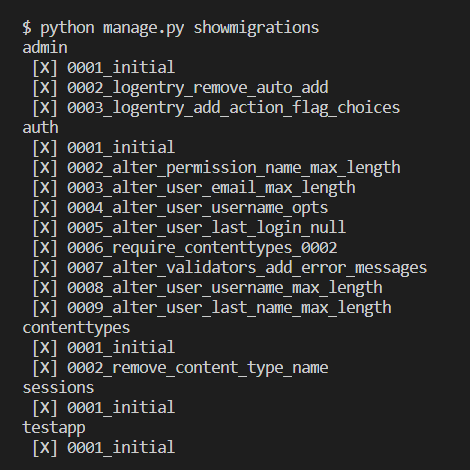 $ python manage.py showmigrations
admin
 [X] 0001_initial
 [X] 0002_logentry_remove_auto_add
 [X] 0003_logentry_add_action_flag_choices
auth
 [X] 0001_initial
 [X] 0002_alter_permission_name_max_length
 [X] 0003_alter_user_email_max_length
 [X] 0004_alter_user_username_opts
 [X] 0005_alter_user_last_login_null
 [X] 0006_require_contenttypes_0002
 [X] 0007_alter_validators_add_error_messages
 [X] 0008_alter_user_username_max_length
 [X] 0009_alter_user_last_name_max_length
contenttypes
 [X] 0001_initial
 [X] 0002_remove_content_type_name
sessions
 [X] 0001_initial
testapp
 [X] 0001_initial